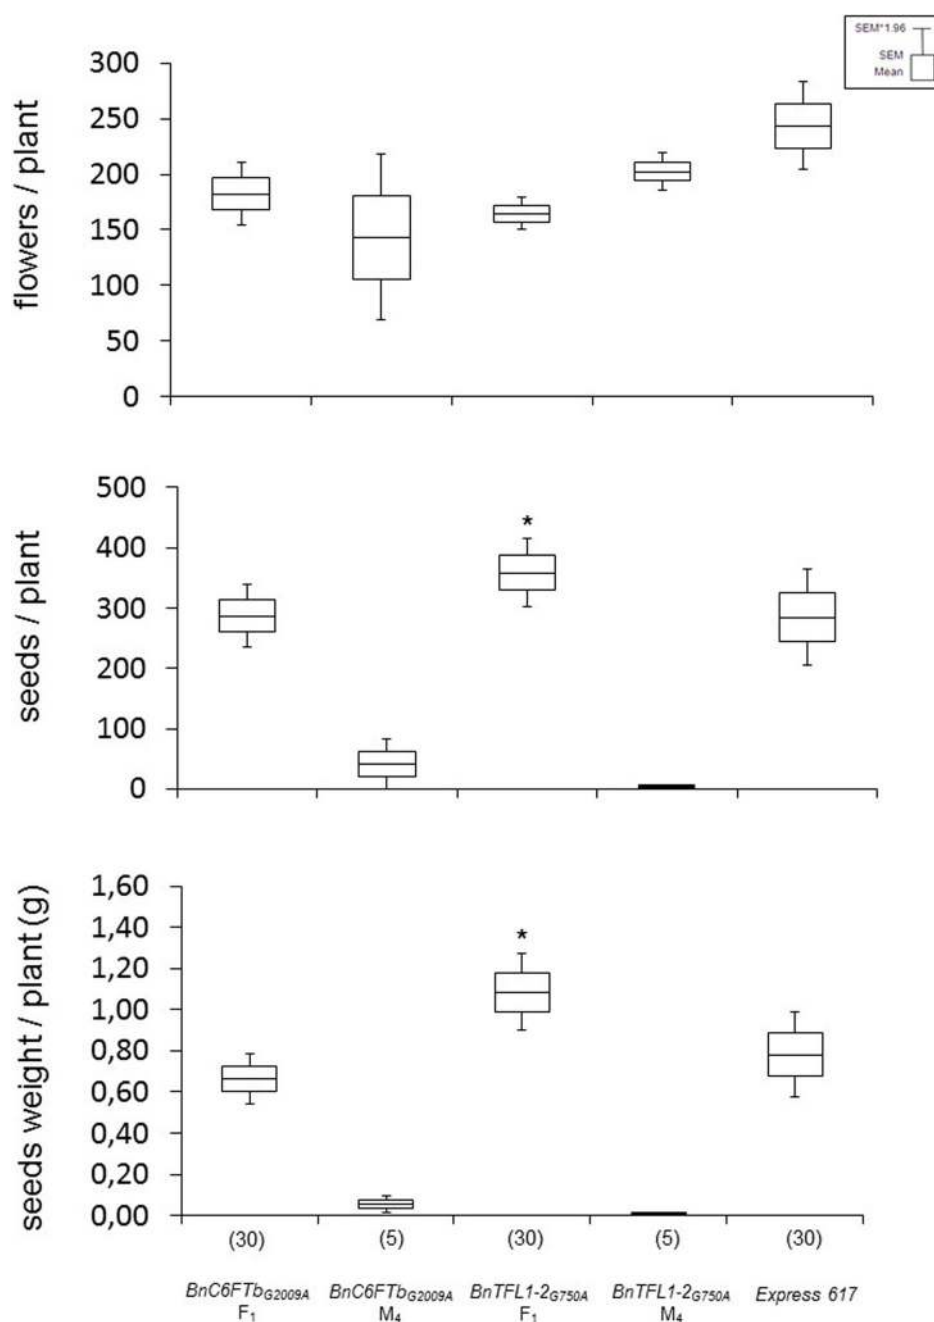 SEM*1.96
SEM
Mean
flowers / plant
300
250
200
150
100
50
0
seeds / plant
500
400
300
200
100
0
*
seeds weight / plant (g)
1,60
1,40
1,20
1,00
0,80
0,60
0,40
0,20
0,00
*
(30) (5) (30) (5) (30)
BnC6FTbG2009A BnC6FTbG2009A BnTFL1-2G750A BnTFL1-2G750A Express 617
F1 M4 F1 M4